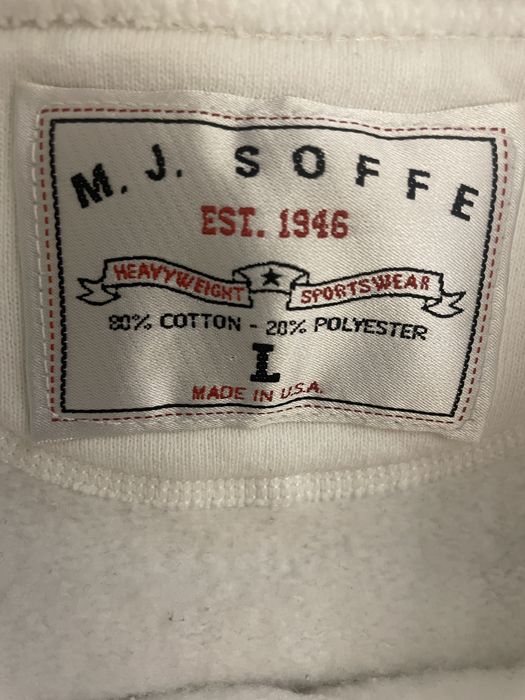 M. J. SOFFE
EST. 1946
HEAVYWEIGHT ★ SPORTSWEAR
80% COTTON - 20% POLYESTER
L
MADE IN U.S.A.